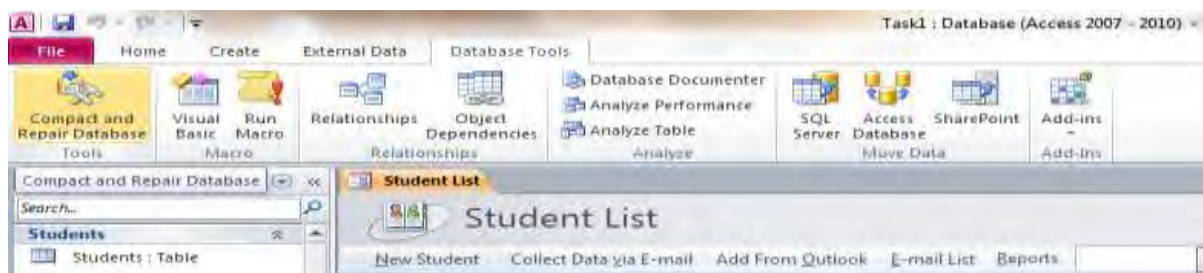 Task1 : Database (Access 2007 - 2010) -
File Home Create External Data Database Tools
Compact and Repair Database
Visual Basic
Run Macro
Relationships
Object Dependencies
Database Documenter
Analyze Performance
Analyze Table
SQL Server
Access Database
SharePoint
Add-ins
Tools Macro Relationships Analyze Move Data Add-Ins
Compact and Repair Database
Student List
Search...
Student List
Students
Students : Table
New Student Collect Data via E-mail Add From Outlook E-mail List Reports